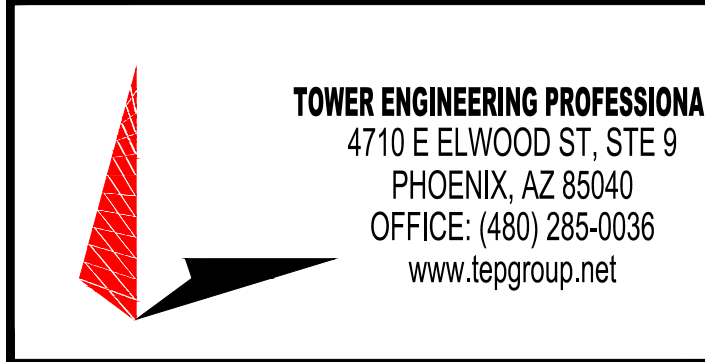 TOWER ENGINEERING PROFESSIONA
4710 E ELWOOD ST, STE 9
PHOENIX, AZ 85040
OFFICE: (480) 285-0036
www.tepgroup.net